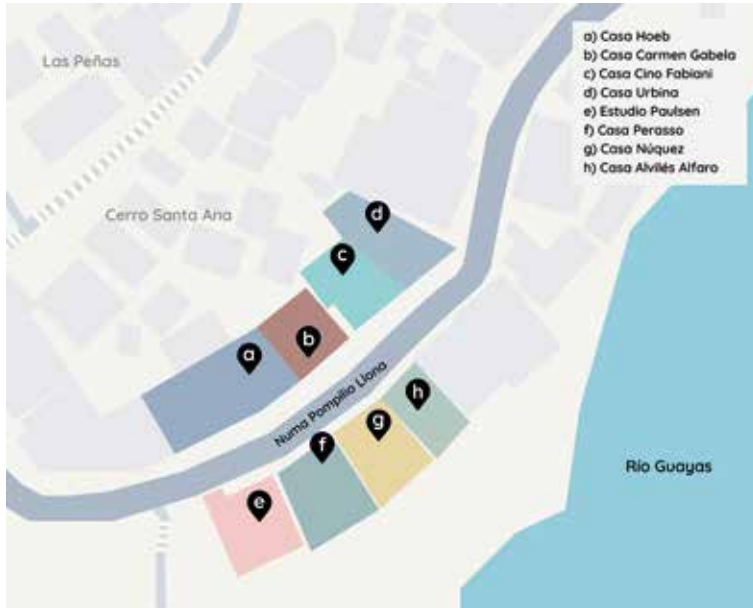 a) Casa Hoeb
b) Casa Carmen Gabela
c) Casa Cino Fabiani
d) Casa Urbina
e) Estudio Paulsen
f) Casa Perasso
g) Casa Núquez
h) Casa Alvilés Alfaro
Las Peñas
Cerro Santa Ana
d
c
b
a
Numa Pompilio Llona
h
g
f
e
Río Guayas